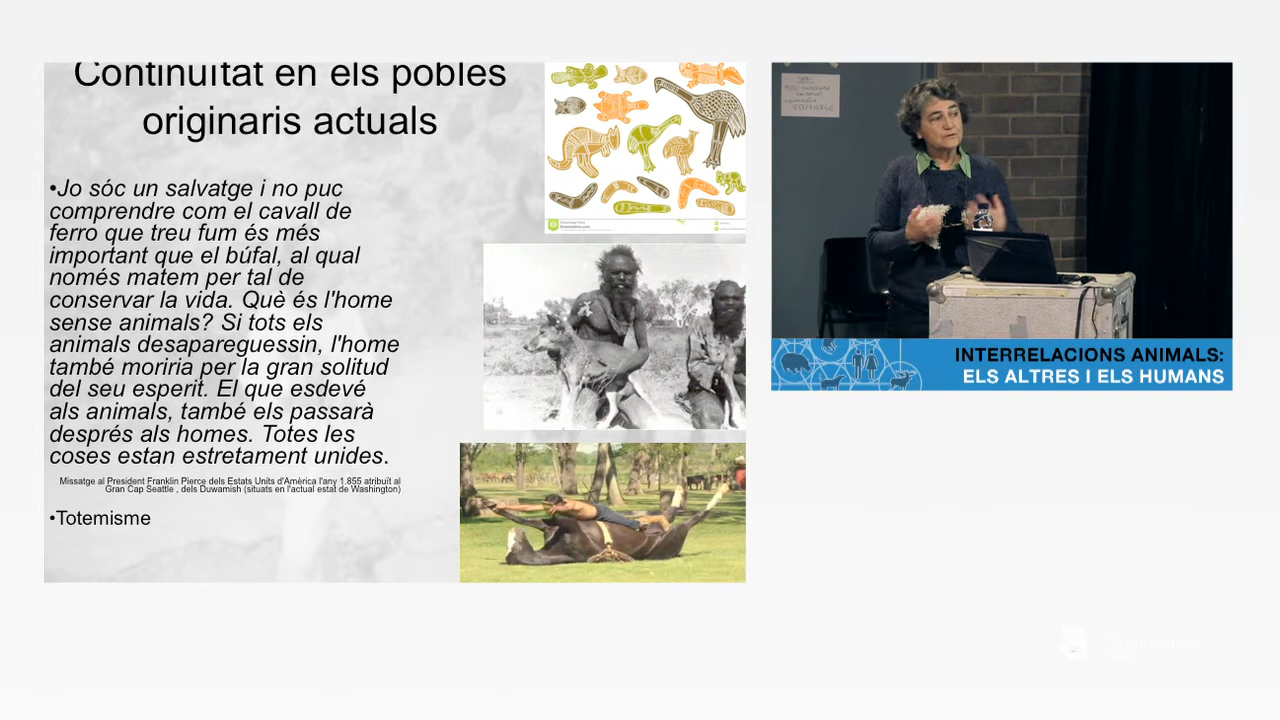 Continuïtat en els pobles
originaris actuals
•Jo sóc un salvatge i no puc
comprendre com el cavall de
ferro que treu fum és més
important que el búfal, al qual
només matem per tal de
conservar la vida. Què és l'home
sense animals? Si tots els
animals desapareguessin, l'home
també moriria per la gran solitud
del seu esperit. El que esdevé
als animals, també els passarà
després als homes. Totes les
coses estan estretament unides.
Missatge al President Franklin Pierce dels Estats Units d'Amèrica l'any 1.855 atribuït al
Gran Cap Seattle , dels Duwamish (situats en l'actual estat de Washington)
•Totemisme
INTERRELACIONS ANIMALS:
ELS ALTRES I ELS HUMANS